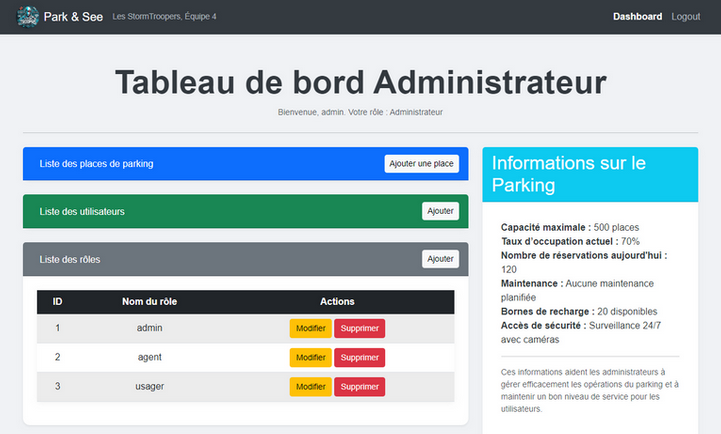 Park & See Les StormTroopers, Équipe 4 Dashboard Logout
Tableau de bord Administrateur
Bienvenue, admin. Votre rôle : Administrateur
Liste des places de parking Ajouter une place
Liste des utilisateurs Ajouter
Liste des rôles Ajouter
ID Nom du rôle Actions
1 admin Modifier Supprimer
2 agent Modifier Supprimer
3 usager Modifier Supprimer
Informations sur le
Parking
Capacité maximale : 500 places
Taux d'occupation actuel : 70%
Nombre de réservations aujourd'hui :
120
Maintenance : Aucune maintenance
planifiée
Bornes de recharge : 20 disponibles
Accès de sécurité : Surveillance 24/7
avec caméras
Ces informations aident les administrateurs à
gérer efficacement les opérations du parking et à
maintenir un bon niveau de service pour les
utilisateurs.